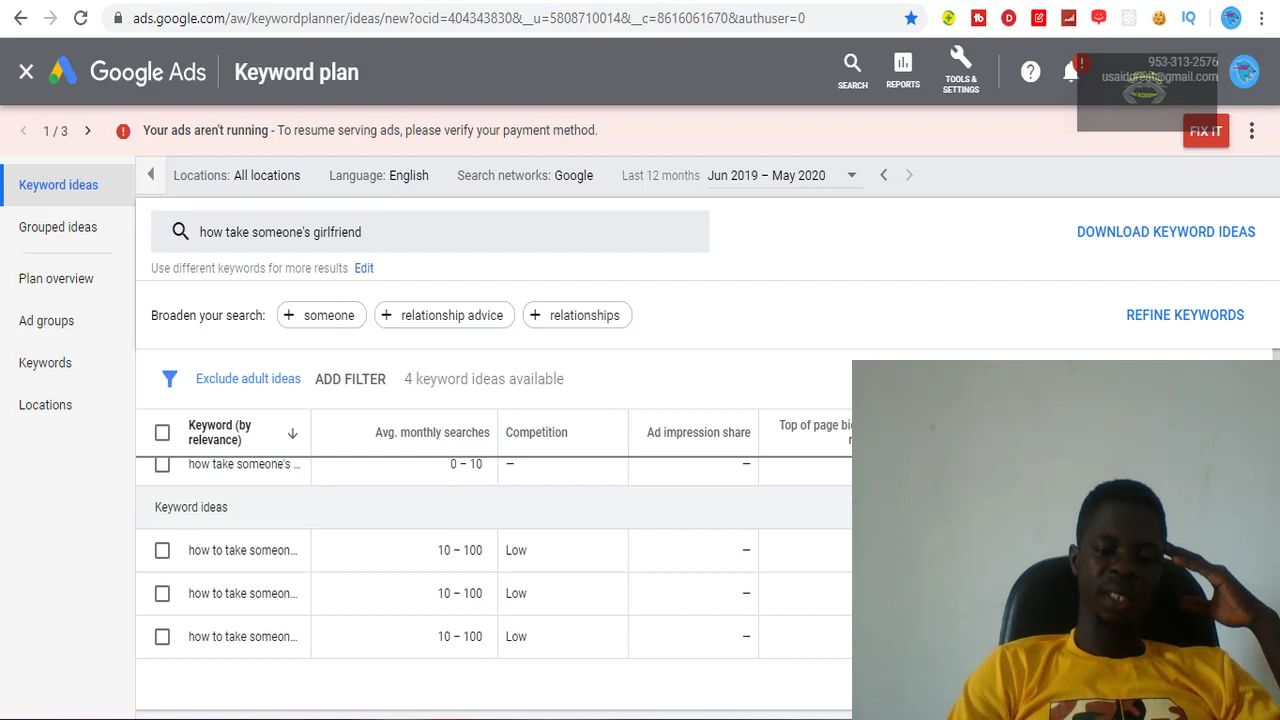 ads.google.com/aw/keywordplanner/ideas/new?ocid=404343830&__u=5808710014&__c=8616061670&authuser=0
Google Ads
Keyword plan
SEARCH
REPORTS
TOOLS &
SETTINGS
953-313-2576
1 / 3
Your ads aren't running - To resume serving ads, please verify your payment method.
FIX IT
Keyword ideas
Grouped ideas
Plan overview
Ad groups
Keywords
Locations
Locations: All locations
Language: English
Search networks: Google
Last 12 months Jun 2019 – May 2020
how take someone's girlfriend
DOWNLOAD KEYWORD IDEAS
Use different keywords for more results Edit
Broaden your search:
+ someone
+ relationship advice
+ relationships
REFINE KEYWORDS
Exclude adult ideas
ADD FILTER
4 keyword ideas available
Keyword (by
relevance)
Avg. monthly searches
Competition
Ad impression share
Top of page bi
how take someone's ... 0 – 10 – –
Keyword ideas
how to take someon... 10 – 100 Low –
how to take someon... 10 – 100 Low –
how to take someon... 10 – 100 Low –